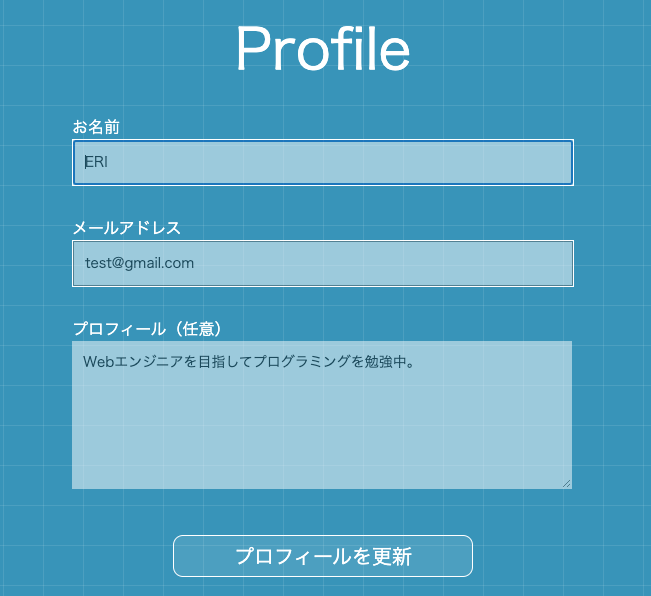 Profile
お名前
ERI
メールアドレス
test@gmail.com
プロフィール（任意）
Webエンジニアを目指してプログラミングを勉強中。
プロフィールを更新